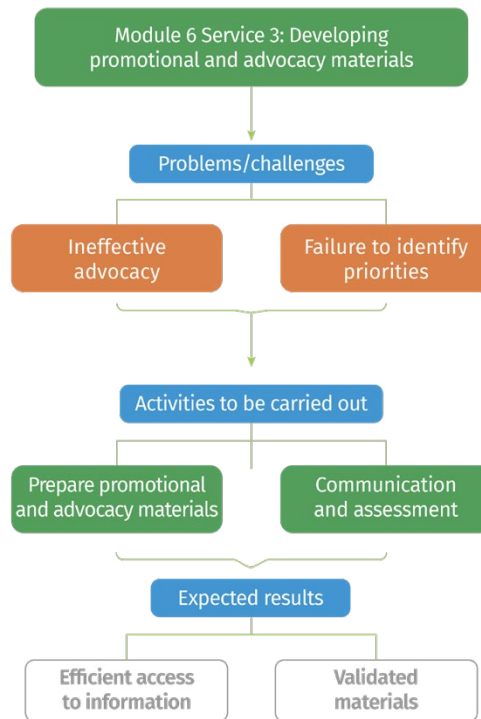 Module 6 Service 3: Developing
promotional and advocacy materials
Problems/challenges
Ineffective
advocacy
Failure to identify
priorities
Activities to be carried out
Prepare promotional
and advocacy materials
Communication
and assessment
Expected results
Efficient access
to information
Validated
materials